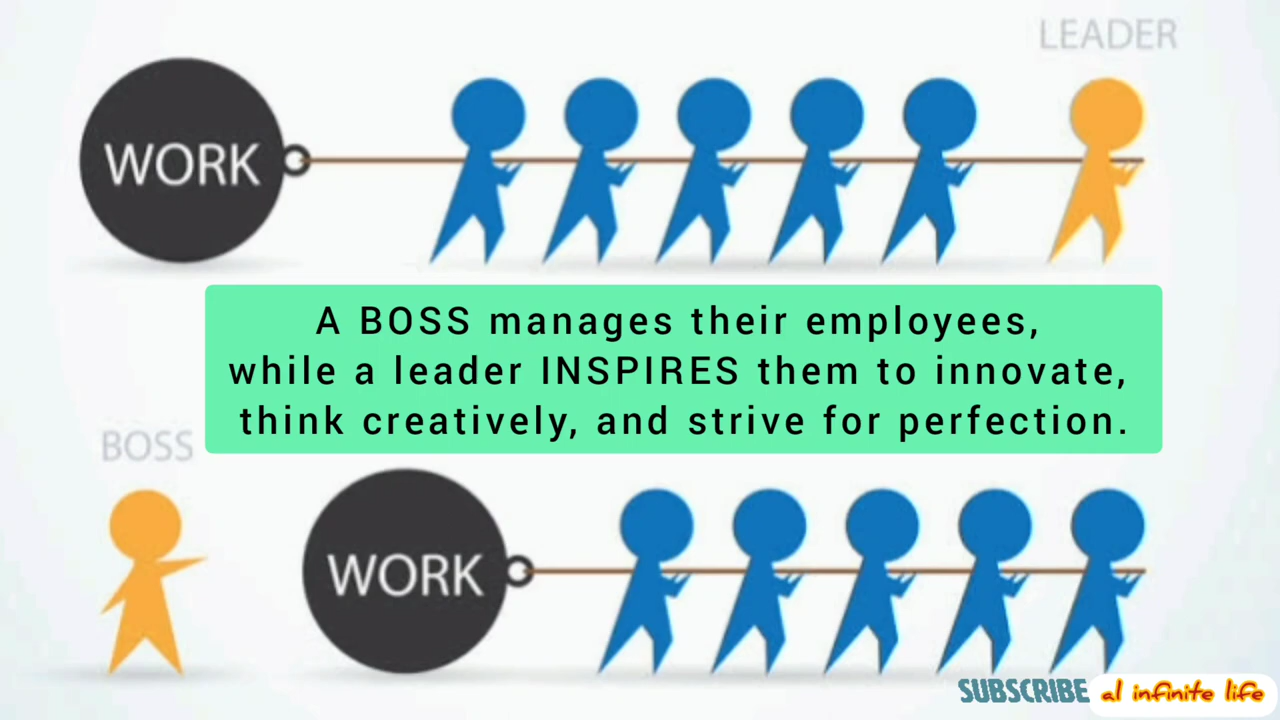 LEADER
WORK
A BOSS manages their employees,
while a leader INSPIRES them to innovate,
think creatively, and strive for perfection.
BOSS
WORK
SUBSCRIBE al infinite life